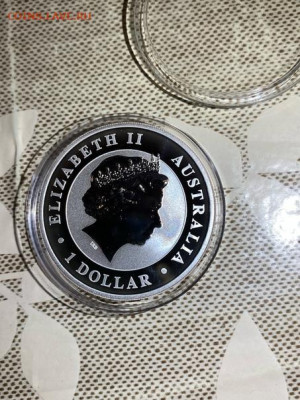 ELIZABETH II
AUSTRALIA
• 1 DOLLAR •